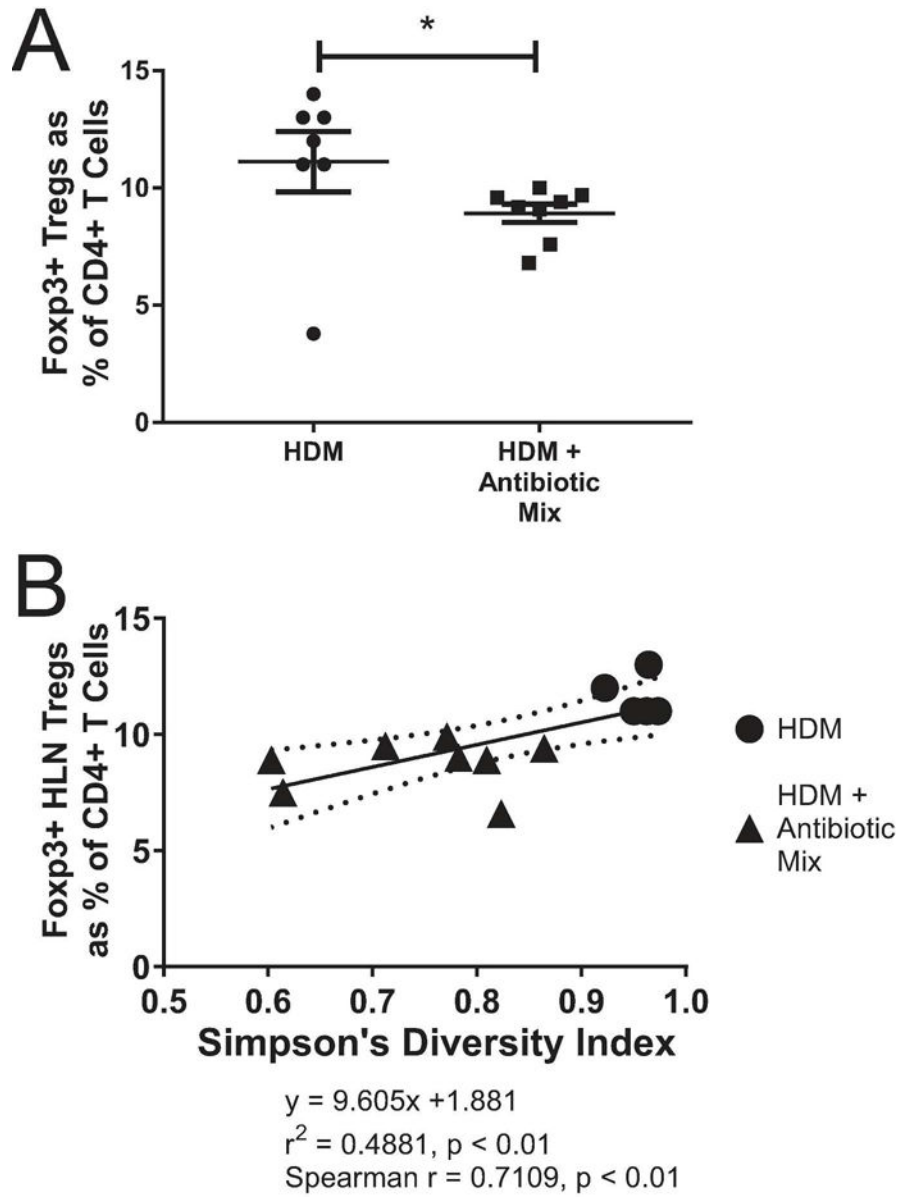 A
*
Foxp3+ Tregs as
% of CD4+ T Cells
15
10
5
0
HDM
HDM +
Antibiotic
Mix
B
Foxp3+ HLN Tregs
as % of CD4+ T Cells
15
10
5
0
0.5 0.6 0.7 0.8 0.9 1.0
Simpson's Diversity Index
HDM
HDM +
Antibiotic
Mix
y = 9.605x +1.881
r² = 0.4881, p < 0.01
Spearman r = 0.7109, p < 0.01